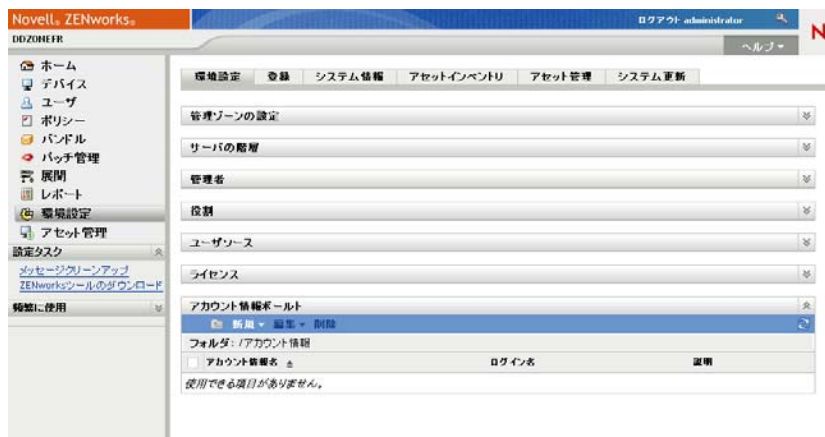 Novell® ZENworks®
ログアウト administrator
DDZONEFR
N
ヘルプ
ホーム
デバイス
ユーザ
ポリシー
バンドル
パッチ管理
展開
レポート
環境設定
アセット管理
設定タスク
メッセージクリーンアップ
ZENworksツールのダウンロード
頻繁に使用
環境設定 登録 システム情報 アセットインベントリ アセット管理 システム更新
管理ゾーンの設定
サーバの階層
管理者
役割
ユーザソース
ライセンス
アカウント情報ボールト
新規 編集 削除
フォルダ: /アカウント情報
アカウント情報名 ログイン名 説明
使用できる項目がありません。